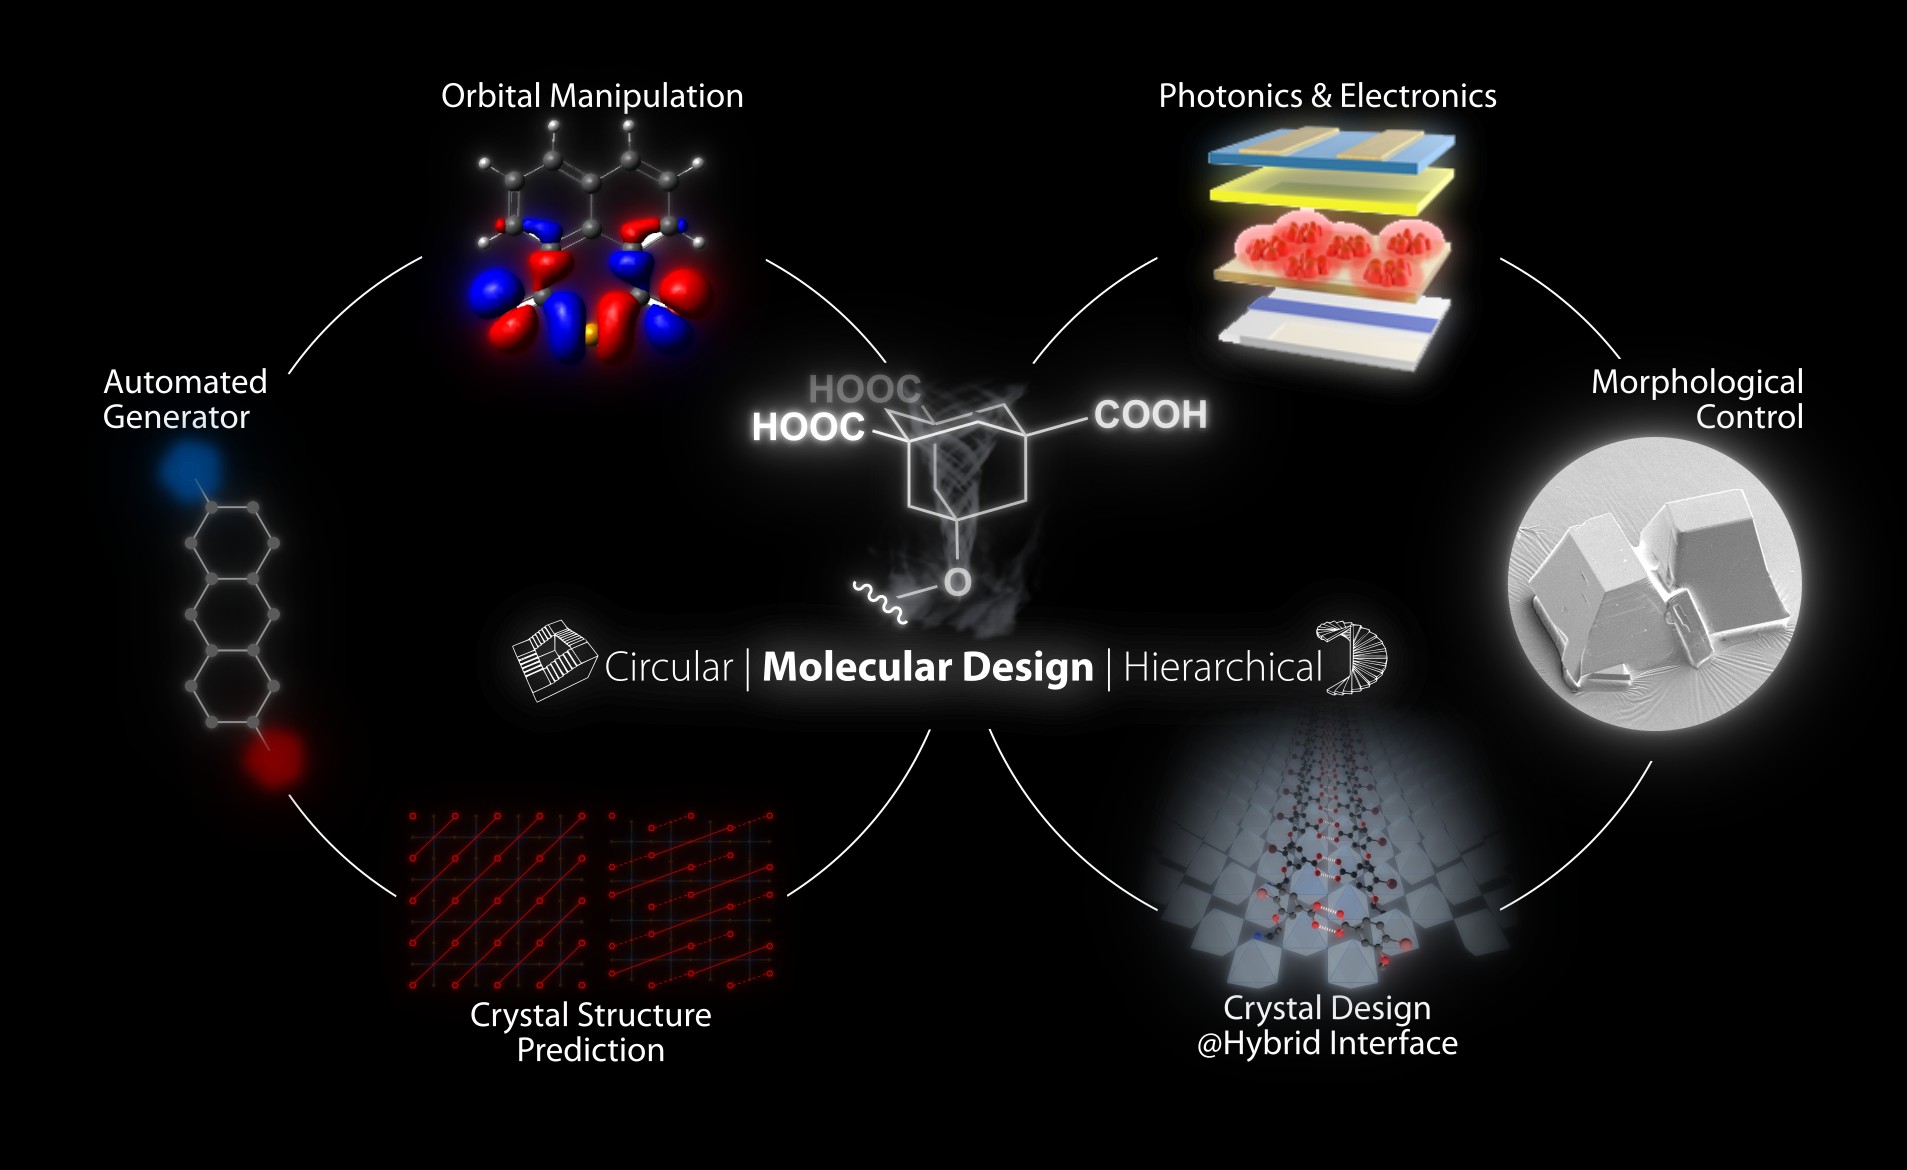 Orbital Manipulation
Photonics & Electronics
Automated
Generator
Morphological
Control
HOOC
HOOC
COOH
O
Circular | Molecular Design | Hierarchical
Crystal Structure
Prediction
Crystal Design
@Hybrid Interface